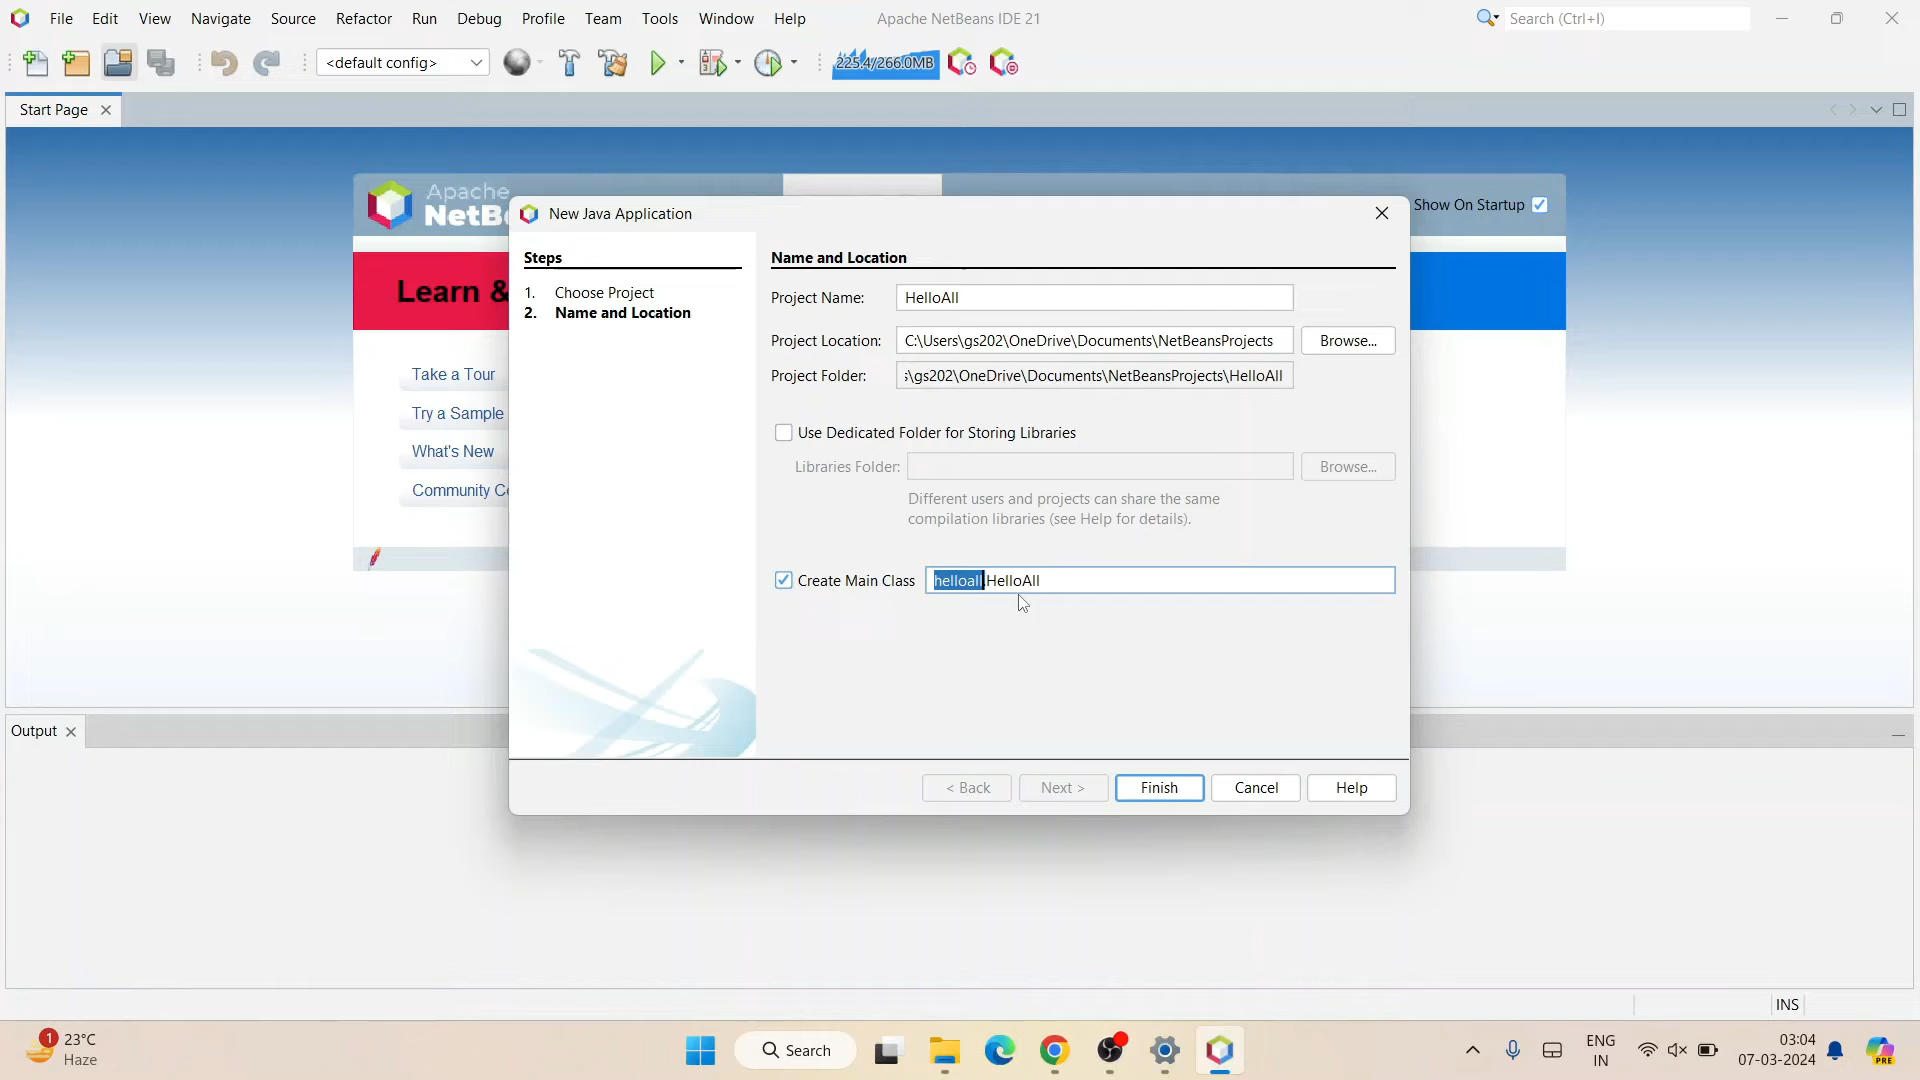 File Edit View Navigate Source Refactor Run Debug Profile Team Tools Window Help Apache NetBeans IDE 21 Search (Ctrl+I)
<default config> 225.4/266.0MB
Start Page
Apache
NetB
Show On Startup
Learn &
Take a Tour
Try a Sample
What's New
Community C
New Java Application
Steps
1. Choose Project
2. Name and Location
Name and Location
Project Name: HelloAll
Project Location: C:\Users\gs202\OneDrive\Documents\NetBeansProjects Browse...
Project Folder: s\gs202\OneDrive\Documents\NetBeansProjects\HelloAll
Use Dedicated Folder for Storing Libraries
Libraries Folder: Browse...
Different users and projects can share the same
compilation libraries (see Help for details).
Create Main Class helloall.HelloAll
< Back Next > Finish Cancel Help
Output
INS
1 23°C
Haze
Search
ENG
IN
03:04
07-03-2024
PRE